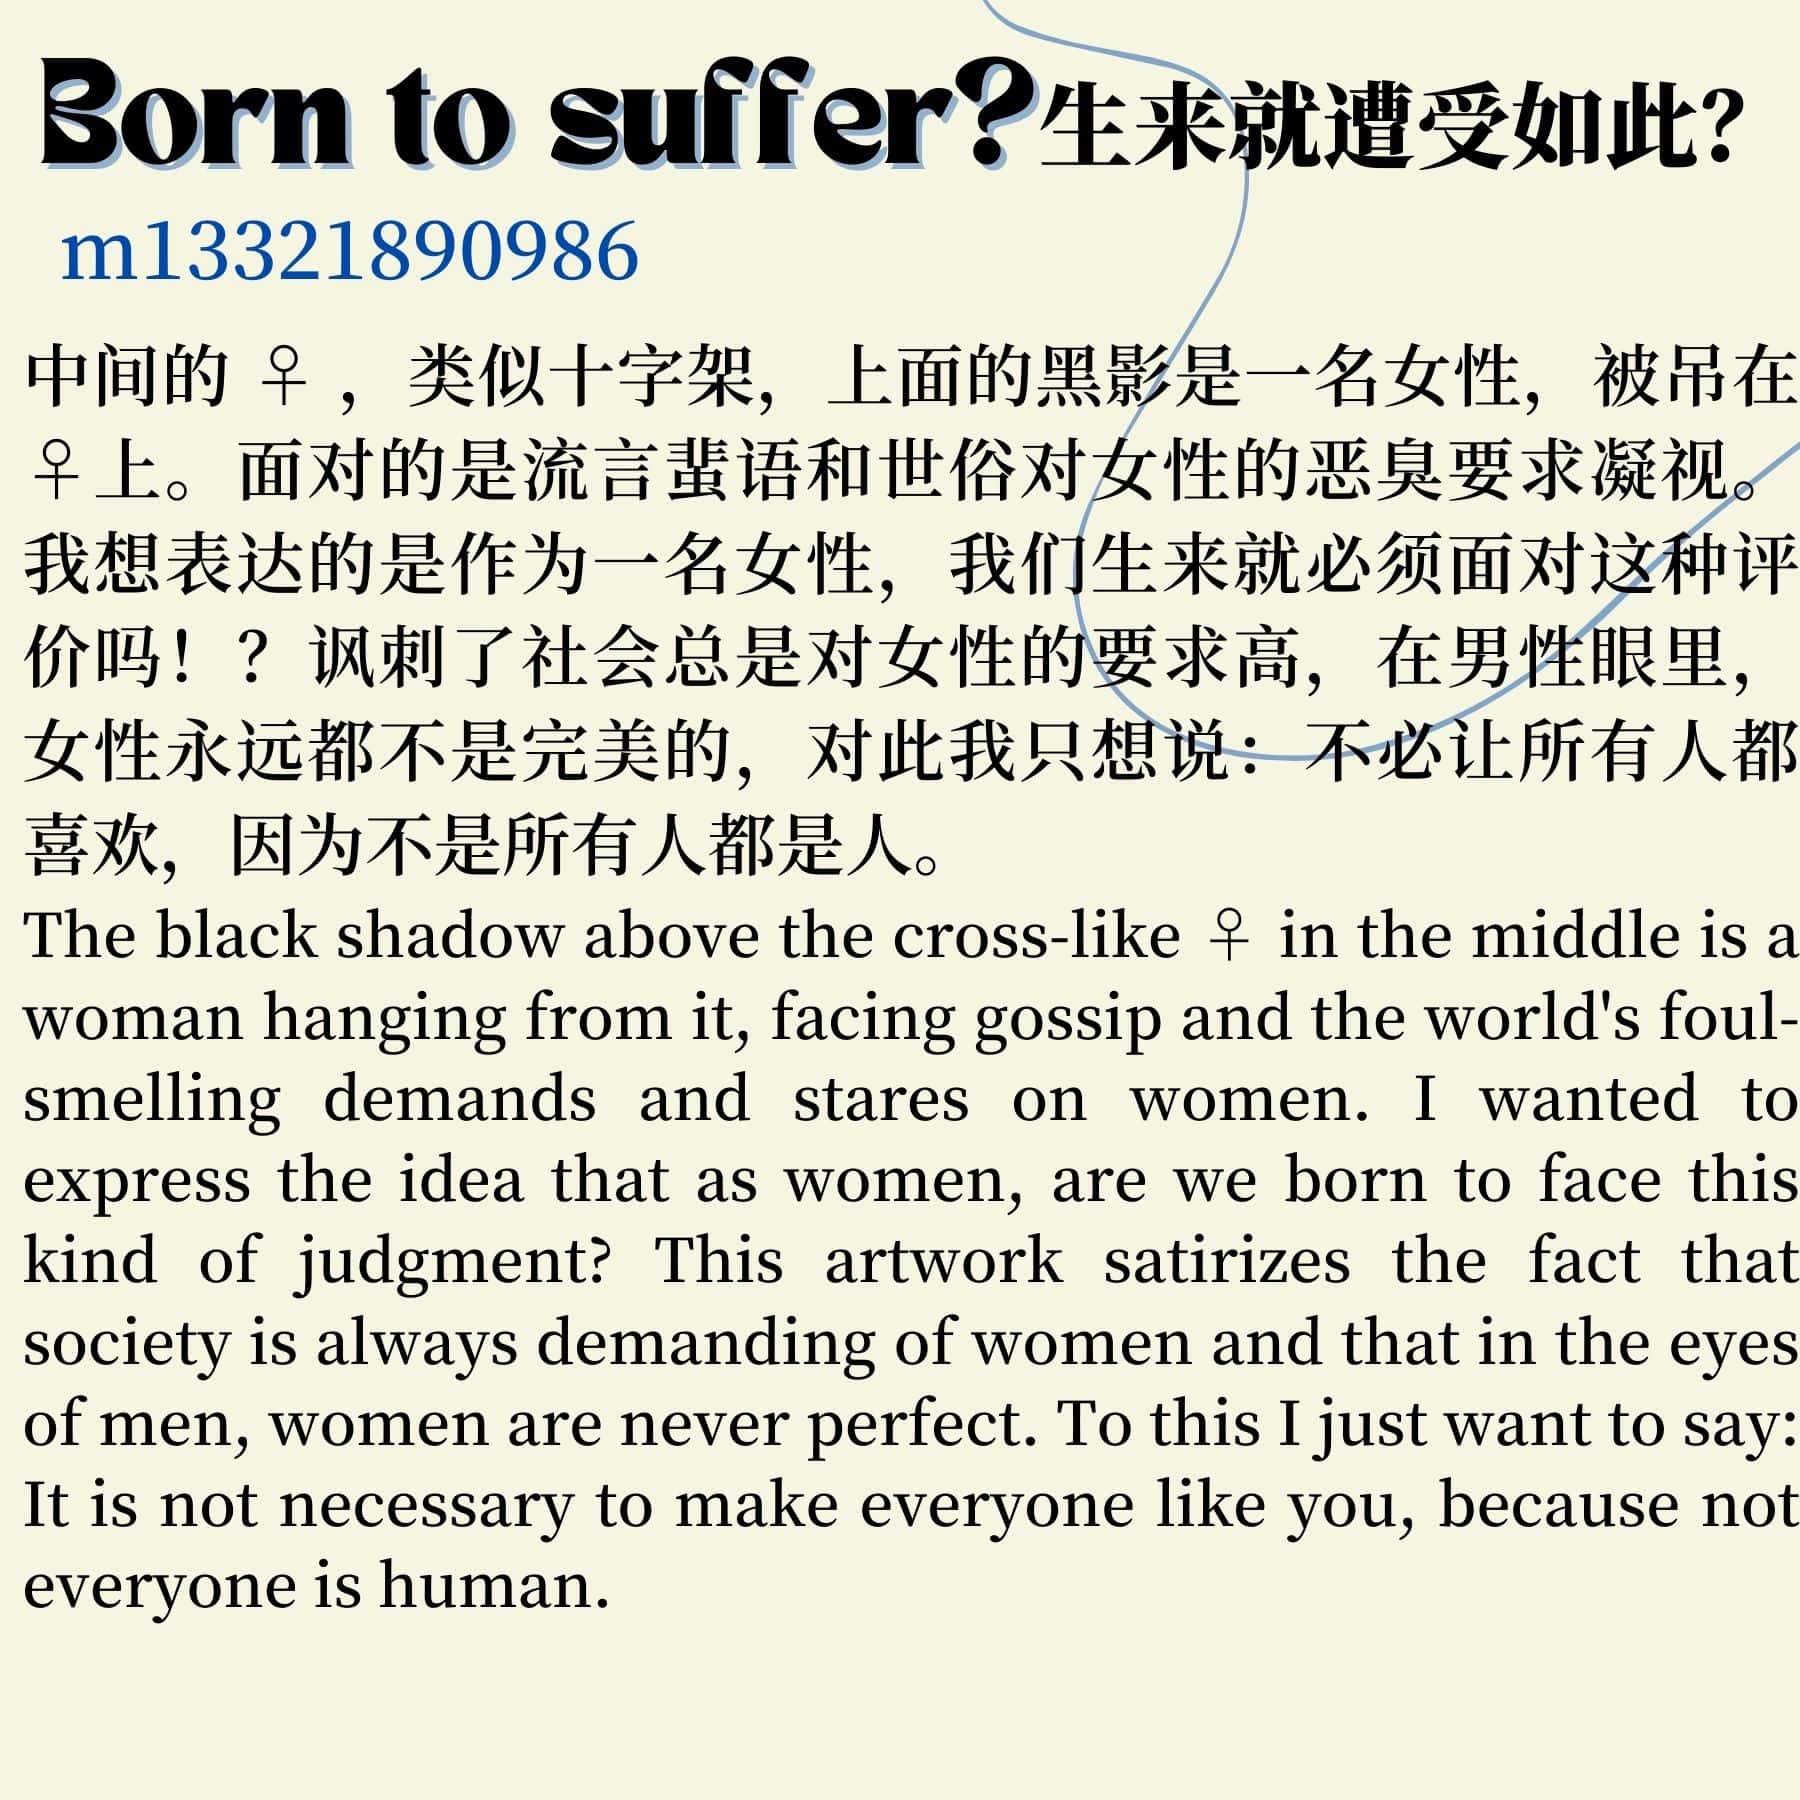 Born to suffer?生来就遭受如此?
m13321890986
中间的 ♀ ，类似十字架，上面的黑影是一名女性，被吊在
♀上。面对的是流言蜚语和世俗对女性的恶臭要求凝视。
我想表达的是作为一名女性，我们生来就必须面对这种评
价吗！？讽刺了社会总是对女性的要求高，在男性眼里，
女性永远都不是完美的，对此我只想说：不必让所有人都
喜欢，因为不是所有人都是人。
The black shadow above the cross-like ♀ in the middle is a
woman hanging from it, facing gossip and the world's foul-
smelling demands and stares on women. I wanted to
express the idea that as women, are we born to face this
kind of judgment? This artwork satirizes the fact that
society is always demanding of women and that in the eyes
of men, women are never perfect. To this I just want to say:
It is not necessary to make everyone like you, because not
everyone is human.